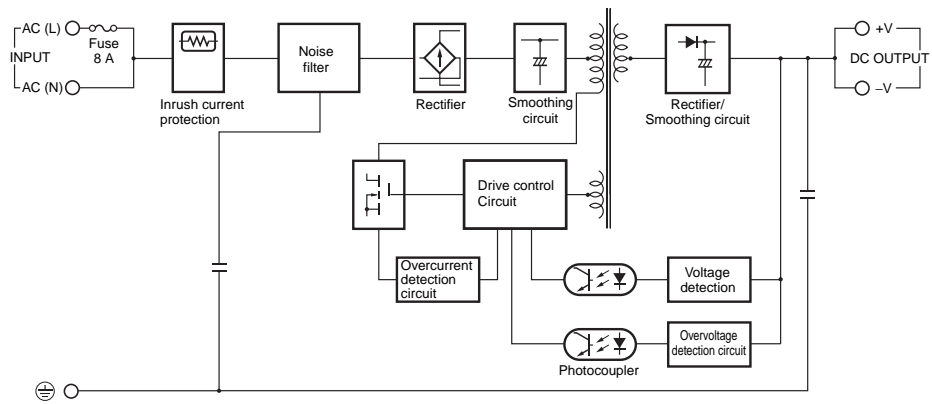 AC (L)
Fuse
8 A
INPUT
AC (N)
Inrush current
protection
Noise
filter
Rectifier
Smoothing
circuit
Rectifier/
Smoothing circuit
+V
DC OUTPUT
–V
Drive control
Circuit
Overcurrent
detection
circuit
Voltage
detection
Overvoltage
detection circuit
Photocoupler